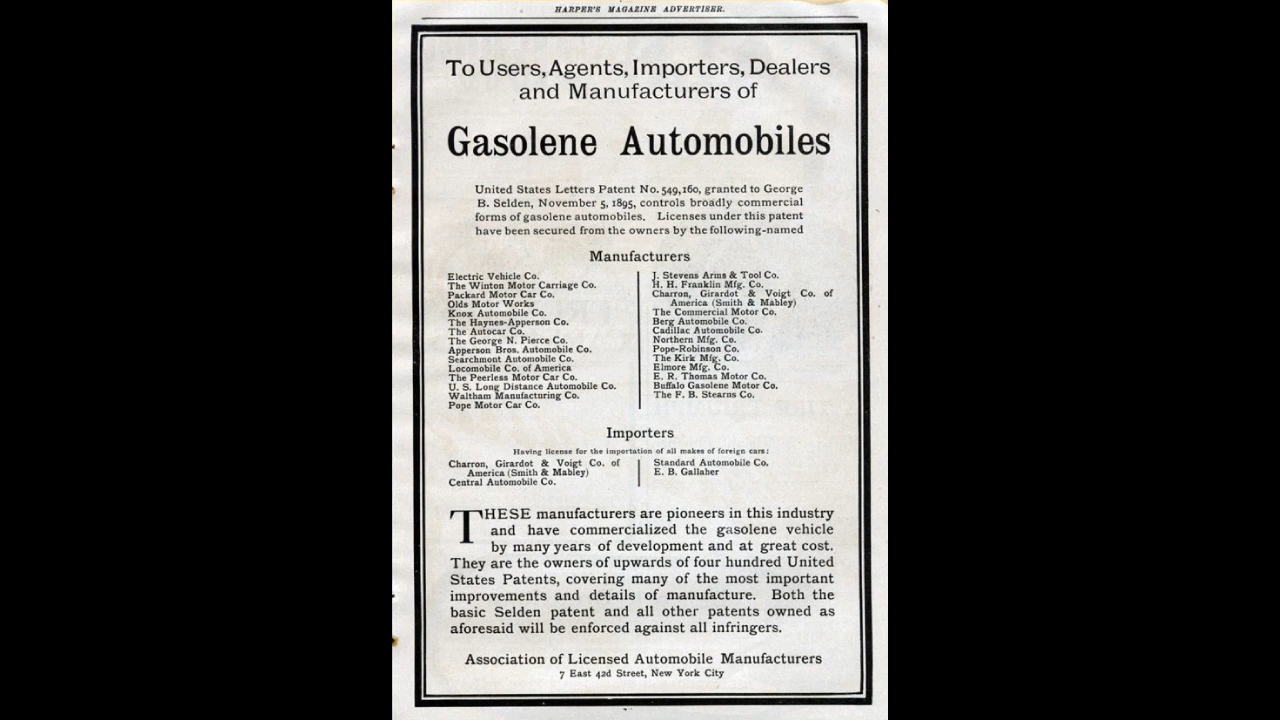 HARPER'S MAGAZINE ADVERTISER.
To Users, Agents, Importers, Dealers
and Manufacturers of
Gasolene Automobiles
United States Letters Patent No. 549,160, granted to George
B. Selden, November 5, 1895, controls broadly commercial
forms of gasolene automobiles. Licenses under this patent
have been secured from the owners by the following-named
Manufacturers
Electric Vehicle Co.
The Winton Motor Carriage Co.
Packard Motor Car Co.
Olds Motor Works
Knox Automobile Co.
The Haynes-Apperson Co.
The Autocar Co.
The George N. Pierce Co.
Apperson Bros. Automobile Co.
Searchmont Automobile Co.
Locomobile Co. of America
The Peerless Motor Car Co.
U. S. Long Distance Automobile Co.
Waltham Manufacturing Co.
Pope Motor Car Co.
J. Stevens Arms & Tool Co.
H. H. Franklin Mfg. Co.
Charron, Girardot & Voigt Co. of
America (Smith & Mabley)
The Commercial Motor Co.
Berg Automobile Co.
Cadillac Automobile Co.
Northern Mfg. Co.
Pope-Robinson Co.
The Kirk Mfg. Co.
Elmore Mfg. Co.
E. R. Thomas Motor Co.
Buffalo Gasolene Motor Co.
The F. B. Stearns Co.
Importers
Having license for the importation of all makes of foreign cars:
Charron, Girardot & Voigt Co. of
America (Smith & Mabley)
Central Automobile Co.
Standard Automobile Co.
E. B. Gallaher
THESE manufacturers are pioneers in this industry
and have commercialized the gasolene vehicle
by many years of development and at great cost.
They are the owners of upwards of four hundred United
States Patents, covering many of the most important
improvements and details of manufacture. Both the
basic Selden patent and all other patents owned as
aforesaid will be enforced against all infringers.
Association of Licensed Automobile Manufacturers
7 East 42d Street, New York City